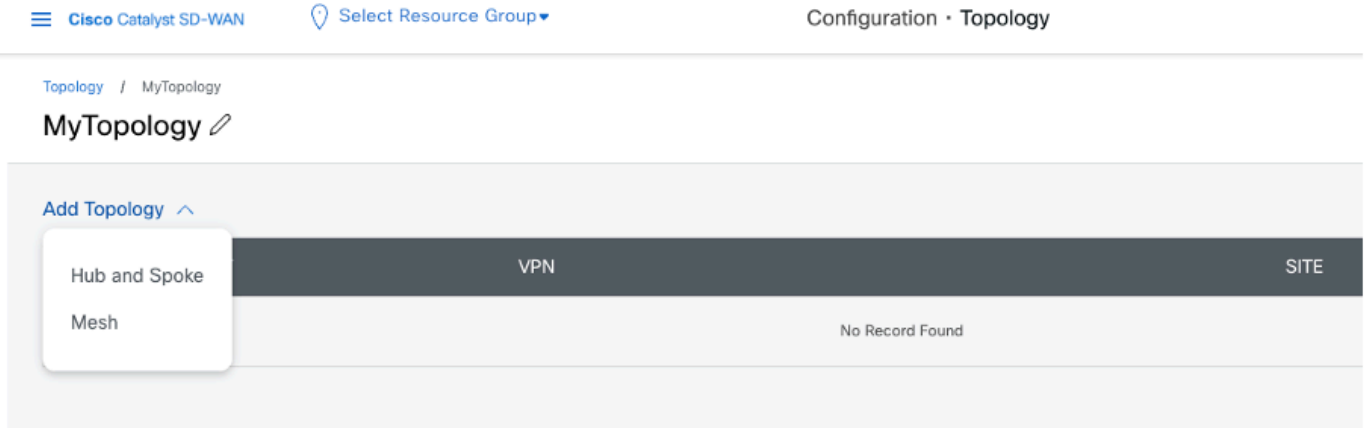 Cisco Catalyst SD-WAN Select Resource Group Configuration · Topology
Topology / MyTopology
MyTopology
Add Topology
VPN SITE
Hub and Spoke
Mesh
No Record Found